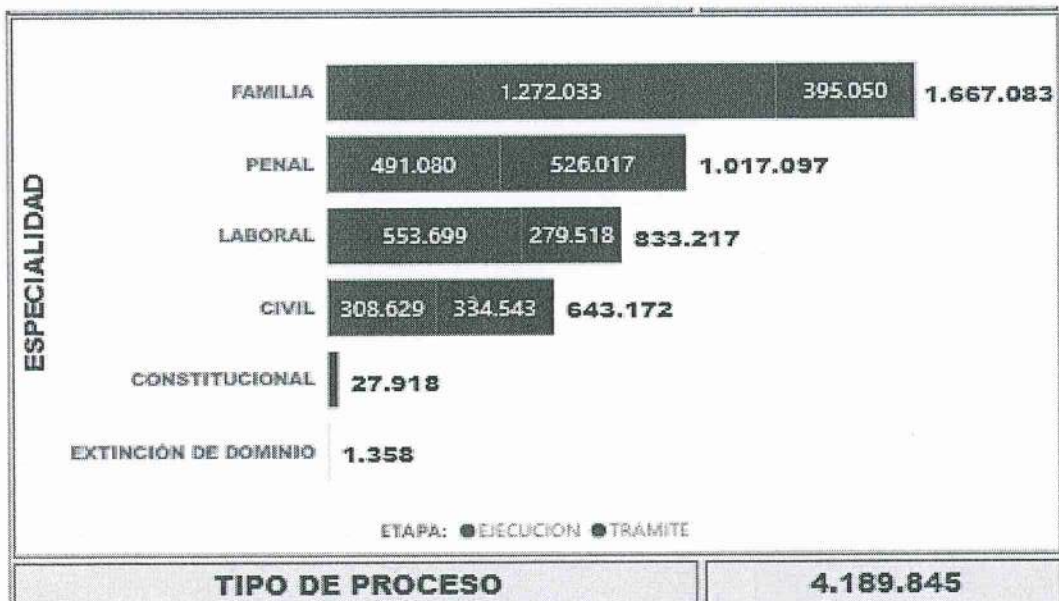 ESPECIALIDAD
FAMILIA 1.272.033 395.050 1.667.083
PENAL 491.080 526.017 1.017.097
LABORAL 553.699 279.518 833.217
CIVIL 308.629 334.543 643.172
CONSTITUCIONAL 27.918
EXTINCIÓN DE DOMINIO 1.358
ETAPA: EJECUCION TRAMITE
TIPO DE PROCESO 4.189.845